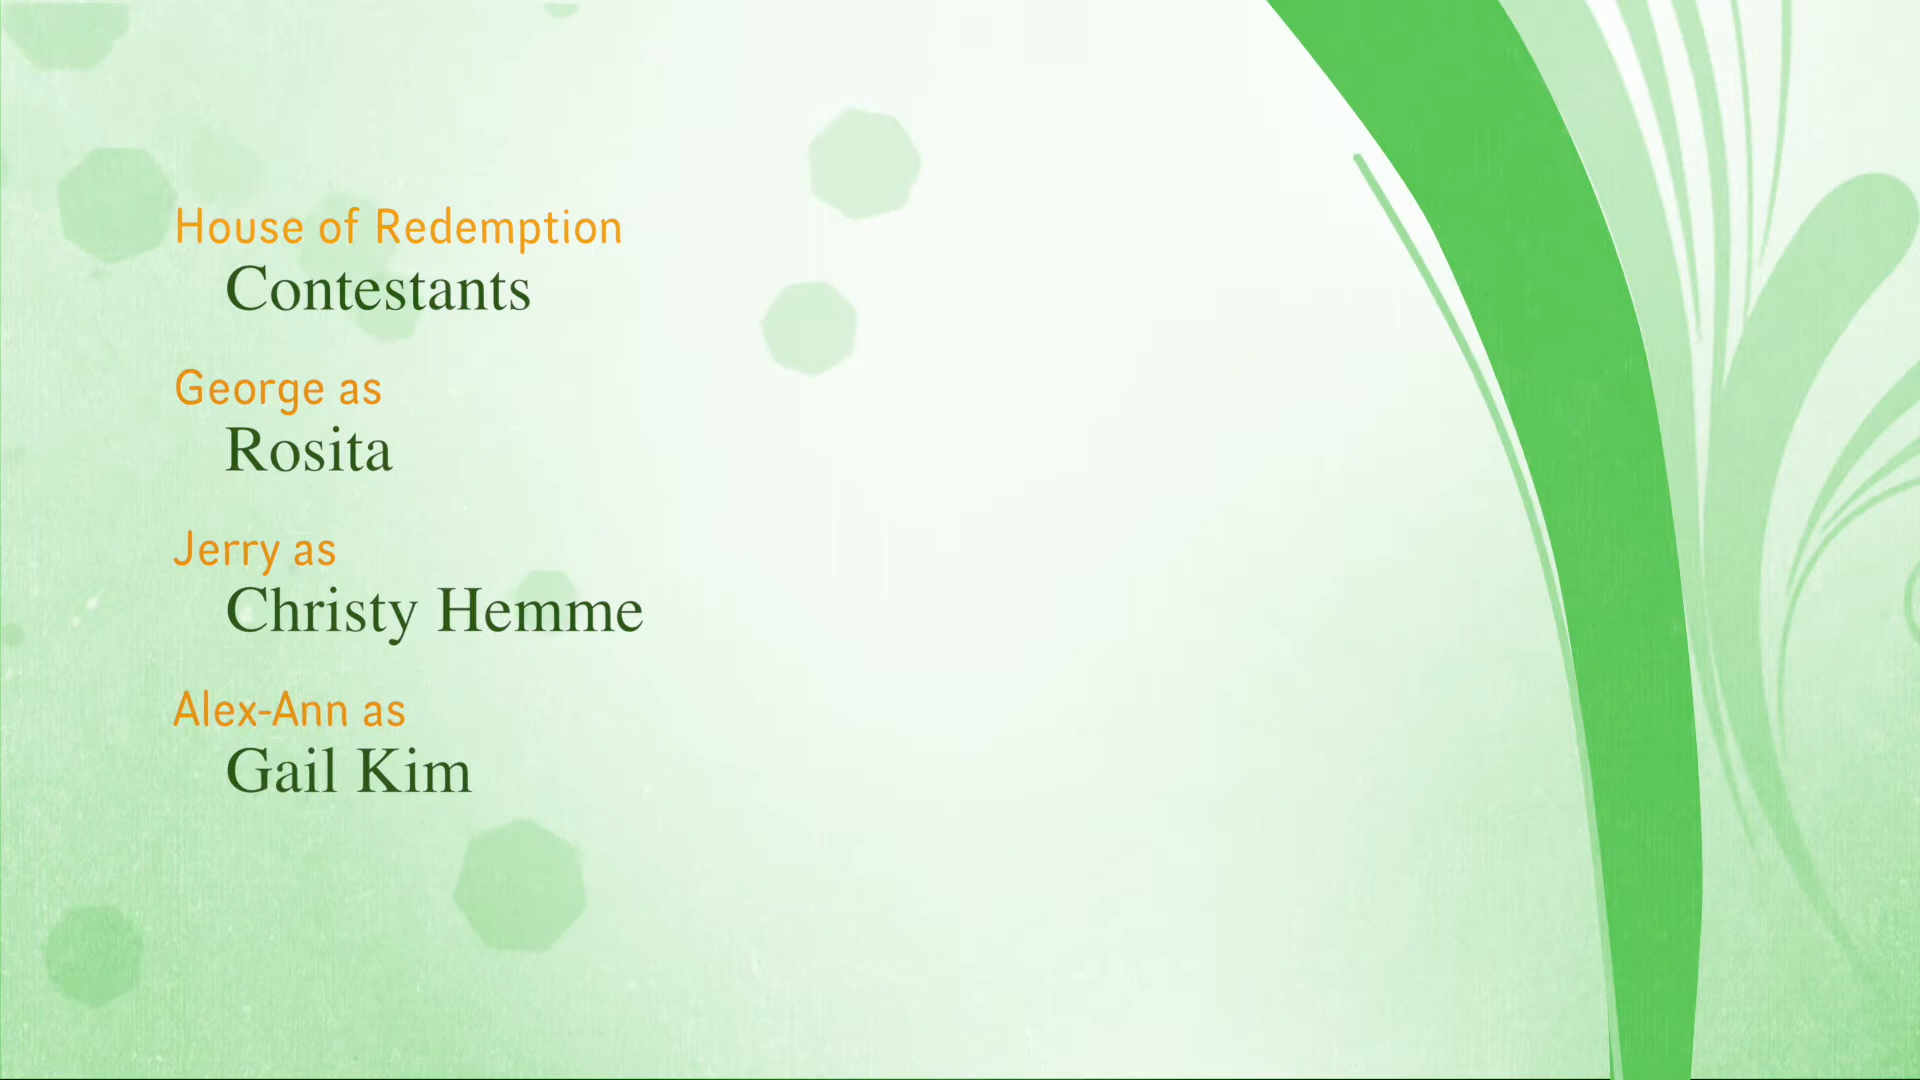 House of Redemption
Contestants
George as
Rosita
Jerry as
Christy Hemme
Alex-Ann as
Gail Kim